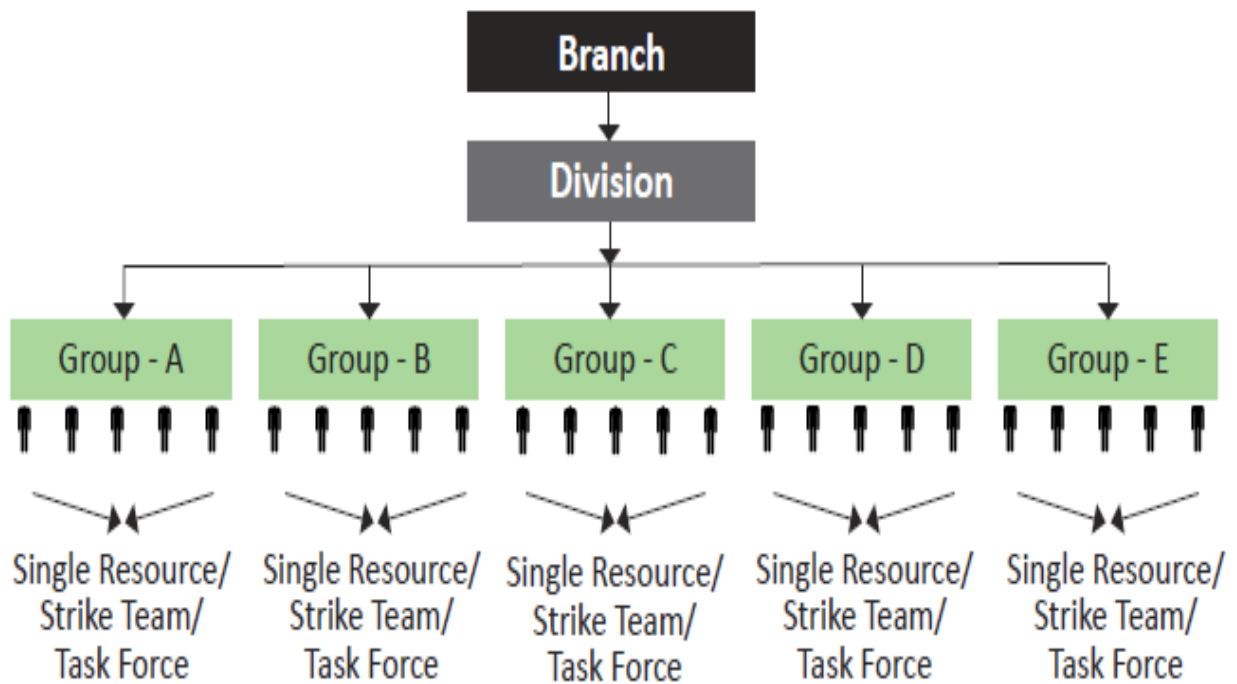 Branch
Division
Group - A
Group - B
Group - C
Group - D
Group - E
Single Resource/
Strike Team/
Task Force
Single Resource/
Strike Team/
Task Force
Single Resource/
Strike Team/
Task Force
Single Resource/
Strike Team/
Task Force
Single Resource/
Strike Team/
Task Force